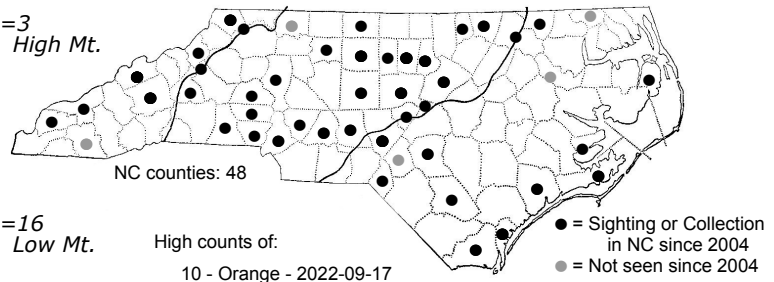 =3
High Mt.
NC counties: 48
=16
Low Mt.
High counts of:
10 - Orange - 2022-09-17
● = Sighting or Collection
in NC since 2004
● = Not seen since 2004